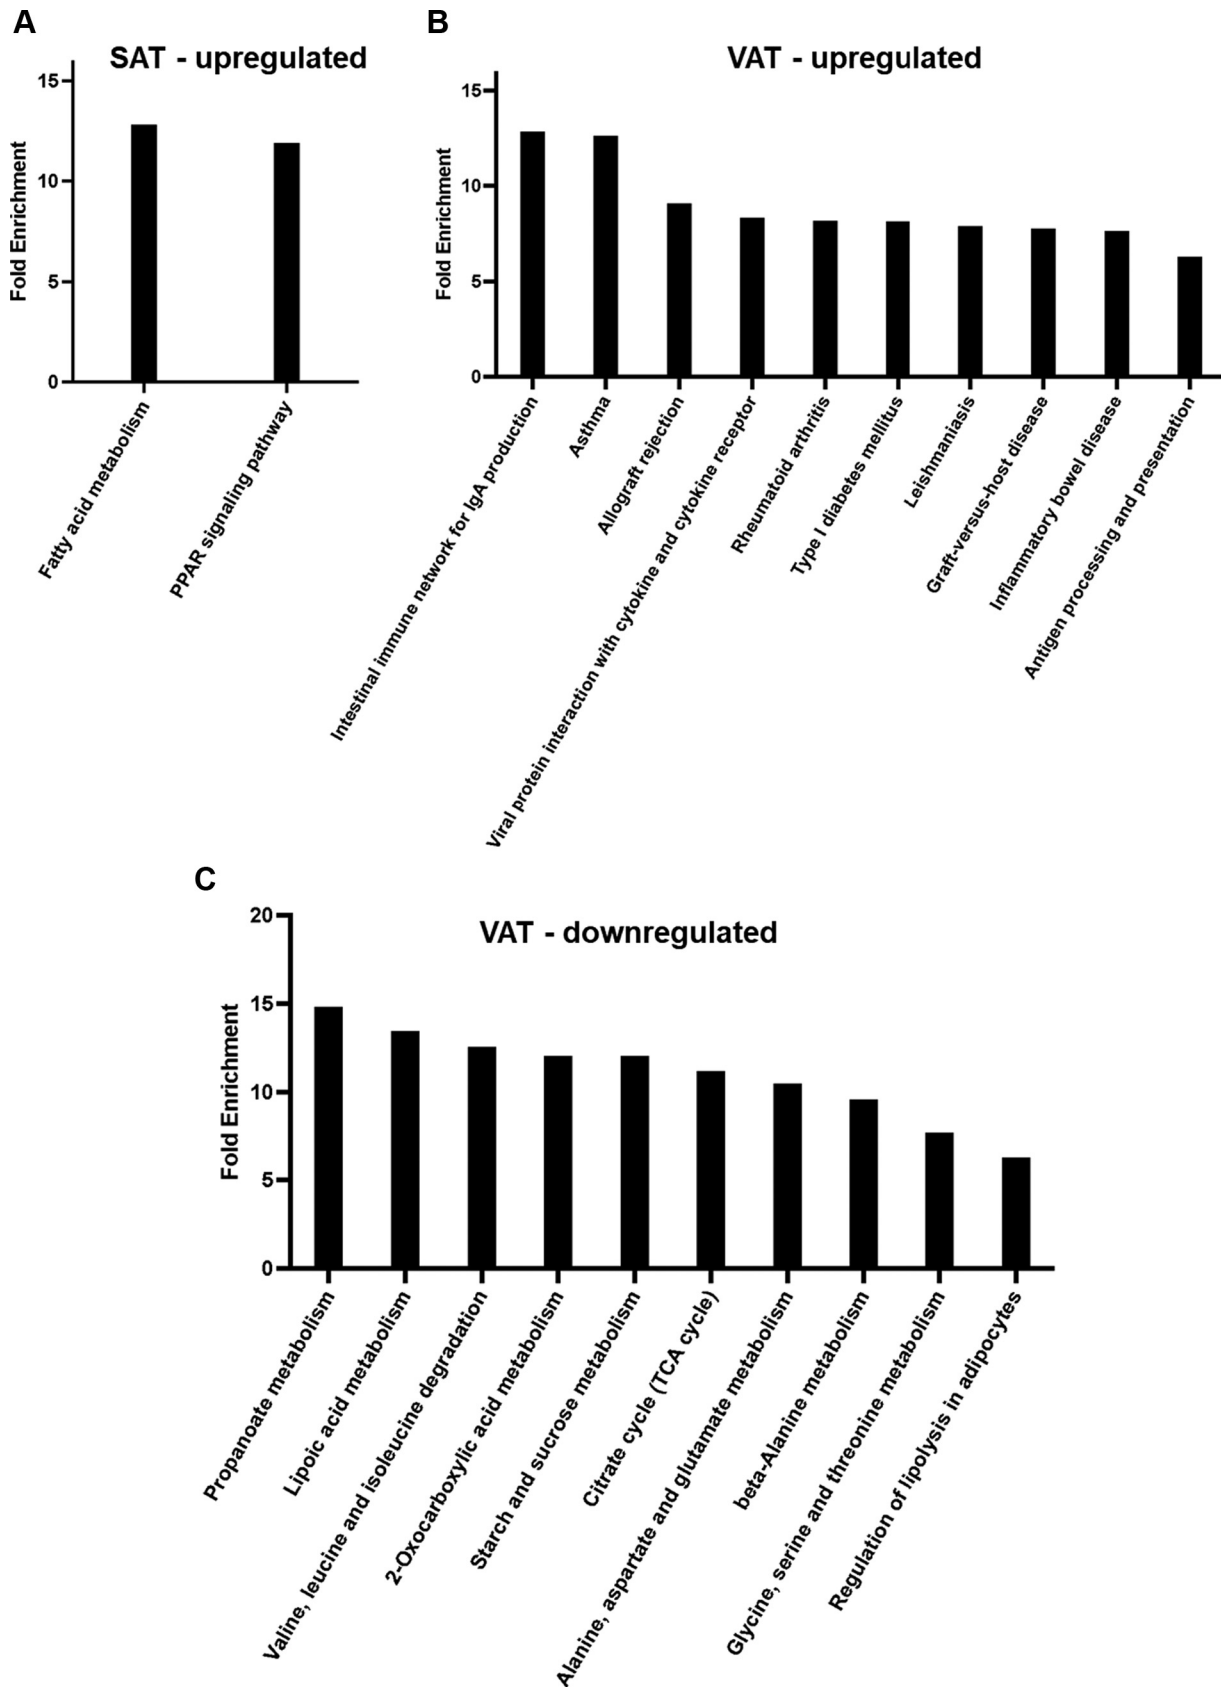 A
SAT - upregulated
Fold Enrichment
15
10
5
0
Fatty acid metabolism
PPAR signaling pathway
B
VAT - upregulated
Fold Enrichment
15
10
5
0
Intestinal immune network for IgA production
Asthma
Allograft rejection
Viral protein interaction with cytokine and cytokine receptor
Rheumatoid arthritis
Type I diabetes mellitus
Leishmaniasis
Graft-versus-host disease
Inflammatory bowel disease
Antigen processing and presentation
C
VAT - downregulated
Fold Enrichment
20
15
10
5
0
Propanoate metabolism
Lipoic acid metabolism
Valine, leucine and isoleucine degradation
2-Oxocarboxylic acid metabolism
Starch and sucrose metabolism
Citrate cycle (TCA cycle)
Alanine, aspartate and glutamate metabolism
beta-Alanine metabolism
Glycine, serine and threonine metabolism
Regulation of lipolysis in adipocytes